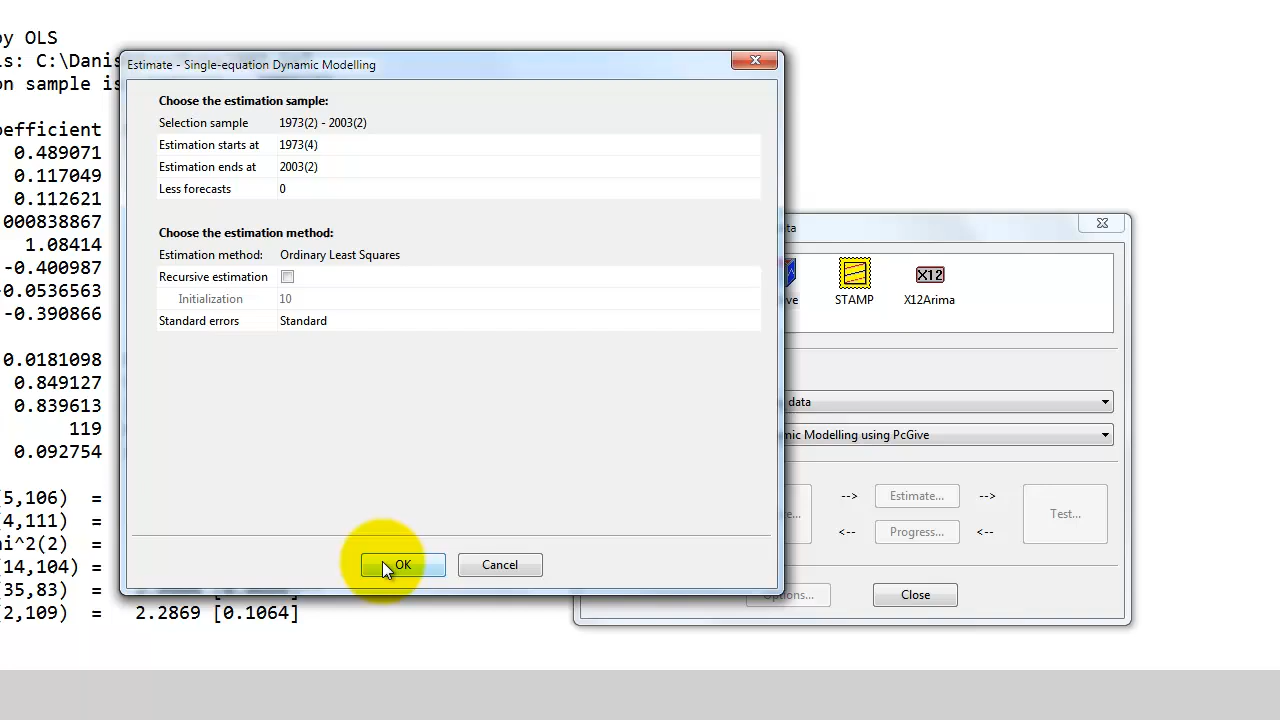 by OLS
ls: C:\Danis
on sample is
oefficient
0.489071
0.117049
0.112621
000838867
1.08414
-0.400987
-0.0536563
-0.390866
0.0181098
0.849127
0.839613
119
0.092754
(5,106) =
(4,111) =
hi^2(2) =
(14,104) =
(35,83) =
(2,109) = 2.2869 [0.1064]
Estimate - Single-equation Dynamic Modelling
Choose the estimation sample:
Selection sample 1973(2) - 2003(2)
Estimation starts at 1973(4)
Estimation ends at 2003(2)
Less forecasts 0
Choose the estimation method:
Estimation method: Ordinary Least Squares
Recursive estimation
Initialization 10
Standard errors Standard
OK Cancel
ta
ve STAMP X12Arima
X12
data
mic Modelling using PcGive
e... --> Estimate... --> Test...
<-- Progress... <--
Options... Close